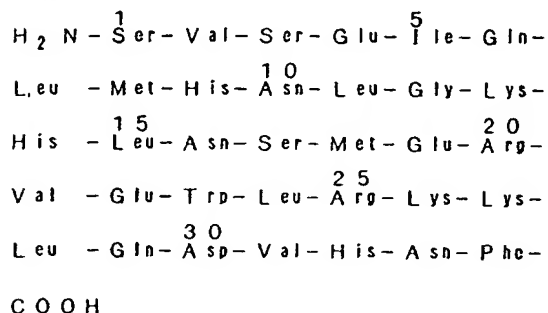 1 5
H2N-Ser-Val-Ser-Glu-Ile-Gln-
10
Leu-Met-His-Asn-Leu-Gly-Lys-
15 20
His-Leu-Asn-Ser-Met-Glu-Arg-
25
Val-Glu-Trp-Leu-Arg-Lys-Lys-
30
Leu-Gln-Asp-Val-His-Asn-Phe-
COOH